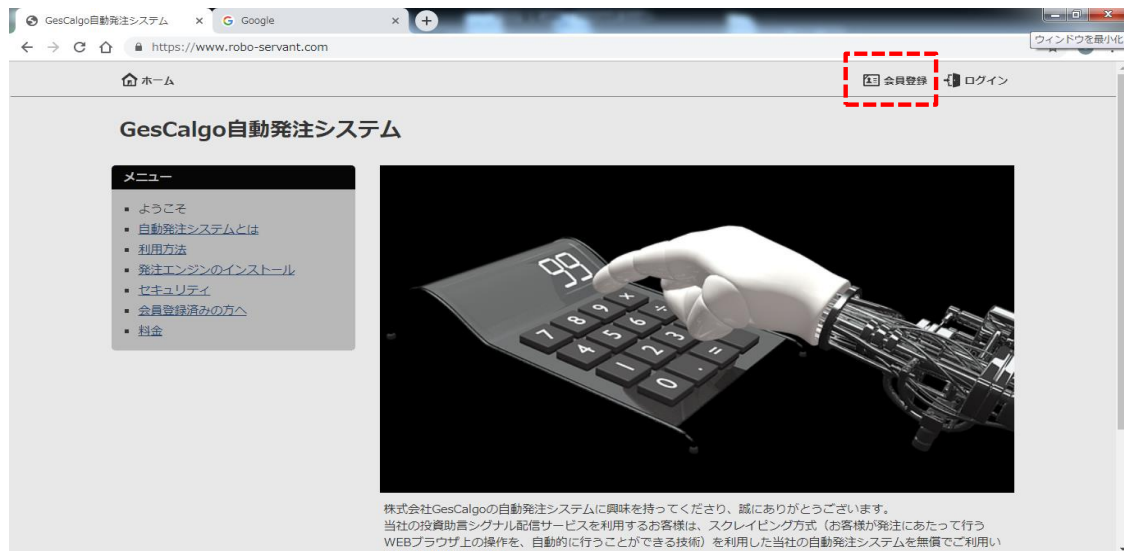 GesCalgo自動発注システム × Google × +
https://www.robo-servant.com
ウィンドウを最小化
ホーム 会員登録 ログイン
GesCalgo自動発注システム
メニュー
ようこそ
自動発注システムとは
利用方法
発注エンジンのインストール
セキュリティ
会員登録済みの方へ
料金
99
7 8 9 ×
÷
4 5 6 −
1 2 3 =
0 .
株式会社GesCalgoの自動発注システムに興味を持ってくださり、誠にありがとうございます。
当社の投資助言シグナル配信サービスを利用するお客様は、スクレイピング方式（お客様が発注にあたって行う
WEBブラウザ上の操作を、自動的に行うことができる技術）を利用した当社の自動発注システムを無償でご利用い